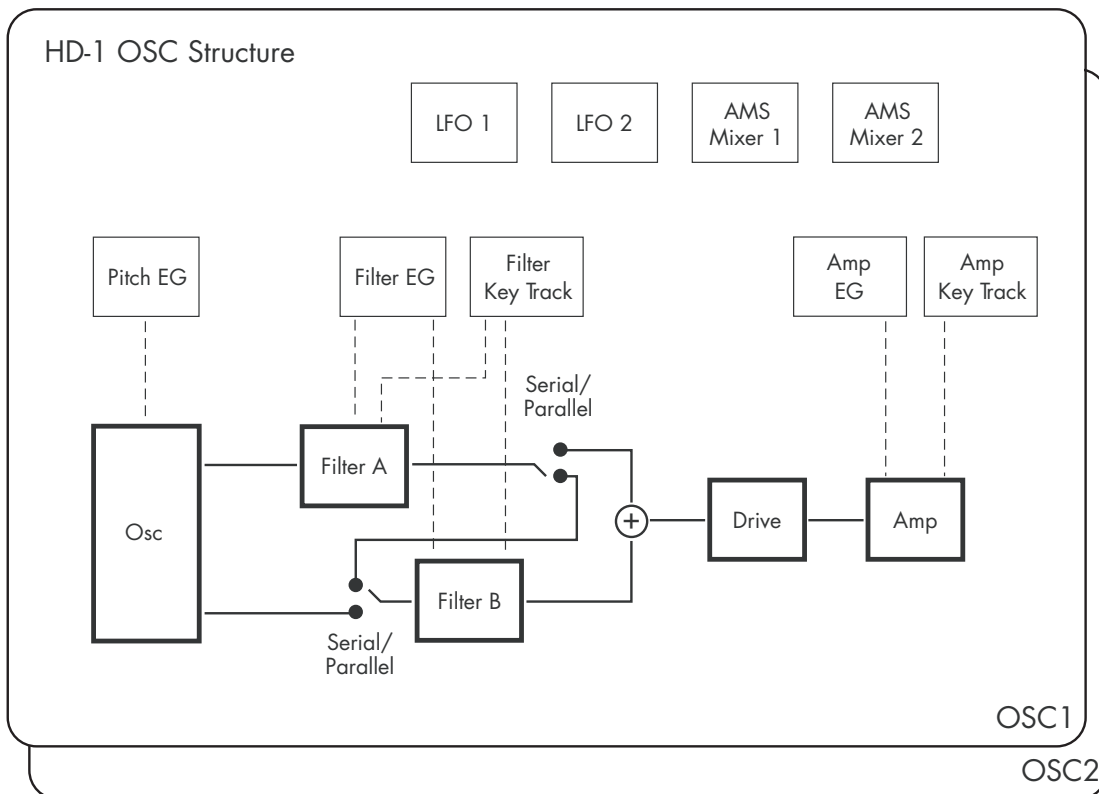 HD-1 OSC Structure
LFO 1
LFO 2
AMS
Mixer 1
AMS
Mixer 2
Pitch EG
Filter EG
Filter
Key Track
Amp
EG
Amp
Key Track
Serial/
Parallel
Filter A
Osc
Drive
Amp
Filter B
Serial/
Parallel
OSC1
OSC2